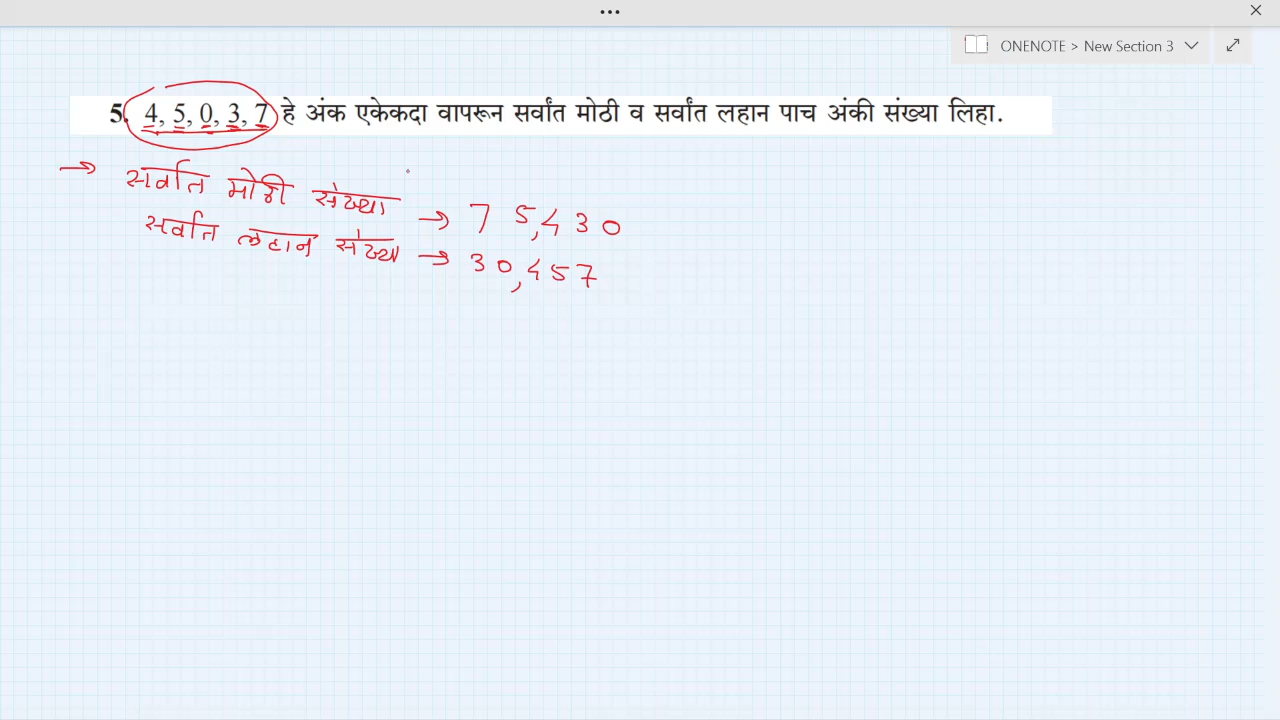 ONENOTE > New Section 3
5. 4, 5, 0, 3, 7 हे अंक एकेकदा वापरून सर्वांत मोठी व सर्वांत लहान पाच अंकी संख्या लिहा.
→ सर्वात मोठी संख्या → 75,430
सर्वात लहान संख्या → 30,457